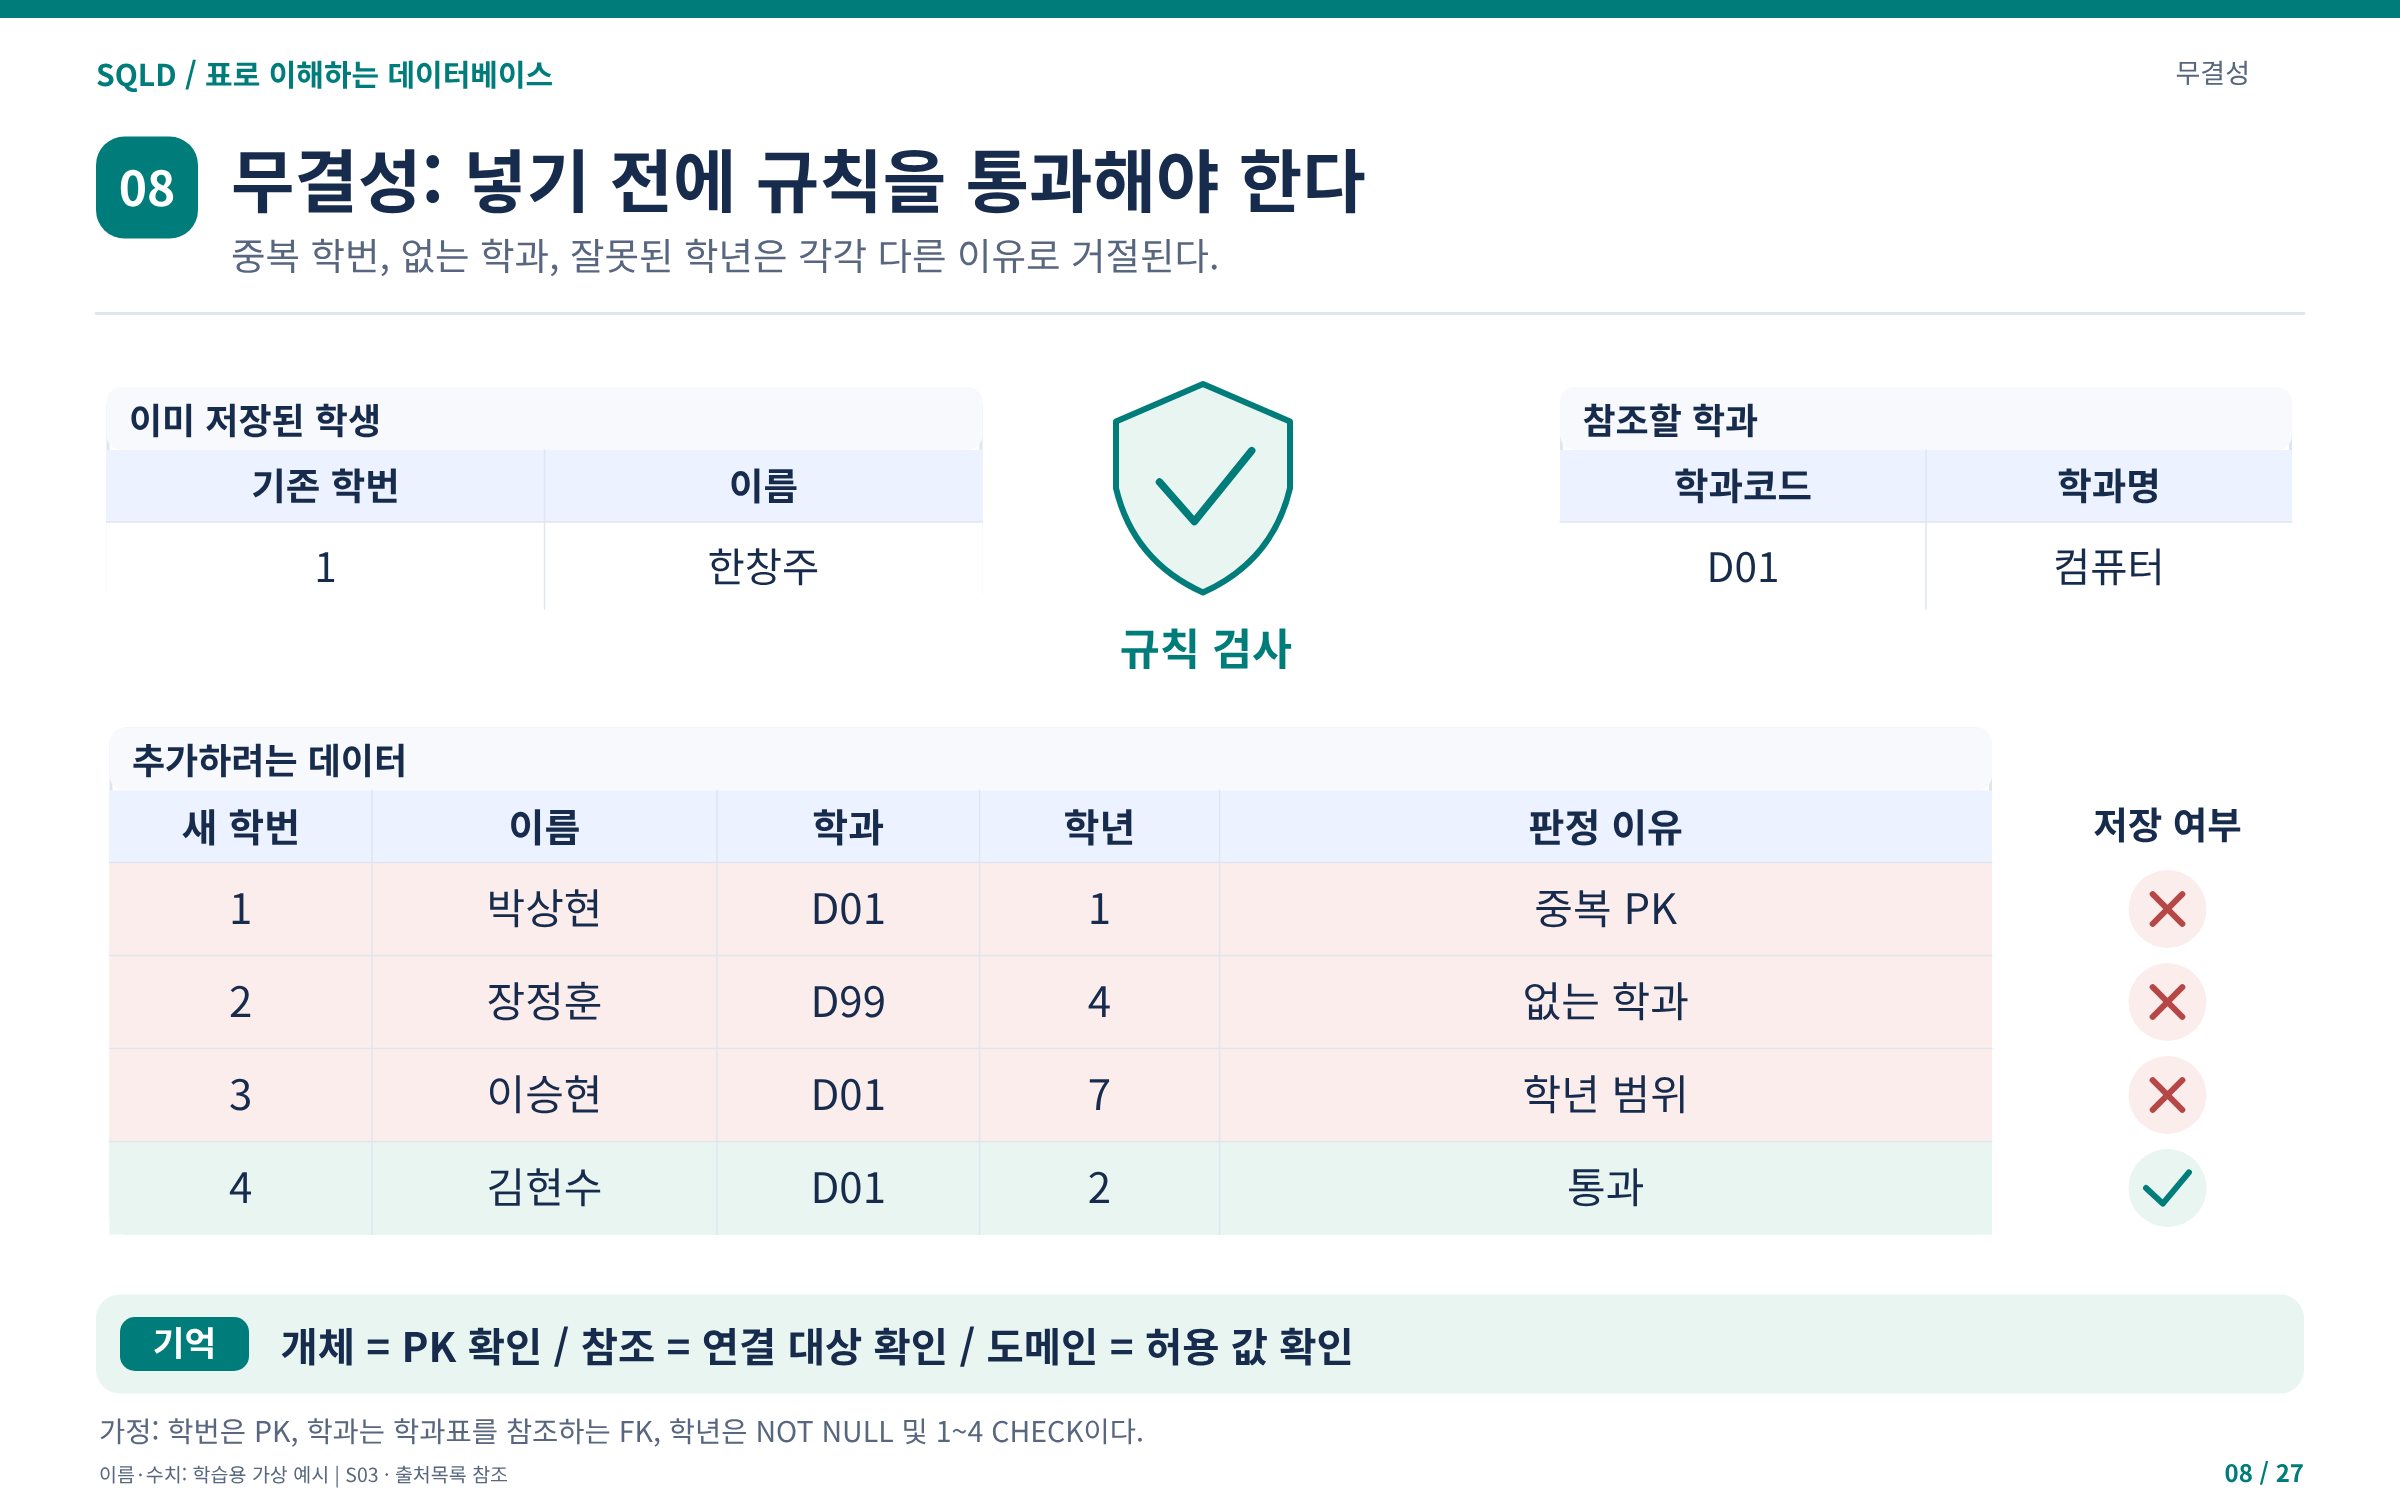 SQLD / 표로 이해하는 데이터베이스
무결성
08
무결성: 넣기 전에 규칙을 통과해야 한다
중복 학번, 없는 학과, 잘못된 학년은 각각 다른 이유로 거절된다.
이미 저장된 학생
기존 학번 이름
1 한창주
규칙 검사
참조할 학과
학과코드 학과명
D01 컴퓨터
추가하려는 데이터
새 학번 이름 학과 학년 판정 이유 저장 여부
1 박상현 D01 1 중복 PK
2 장정훈 D99 4 없는 학과
3 이승현 D01 7 학년 범위
4 김현수 D01 2 통과
기억 개체 = PK 확인 / 참조 = 연결 대상 확인 / 도메인 = 허용 값 확인
가정: 학번은 PK, 학과는 학과표를 참조하는 FK, 학년은 NOT NULL 및 1~4 CHECK이다.
이름·수치: 학습용 가상 예시 | S03 · 출처목록 참조
08 / 27